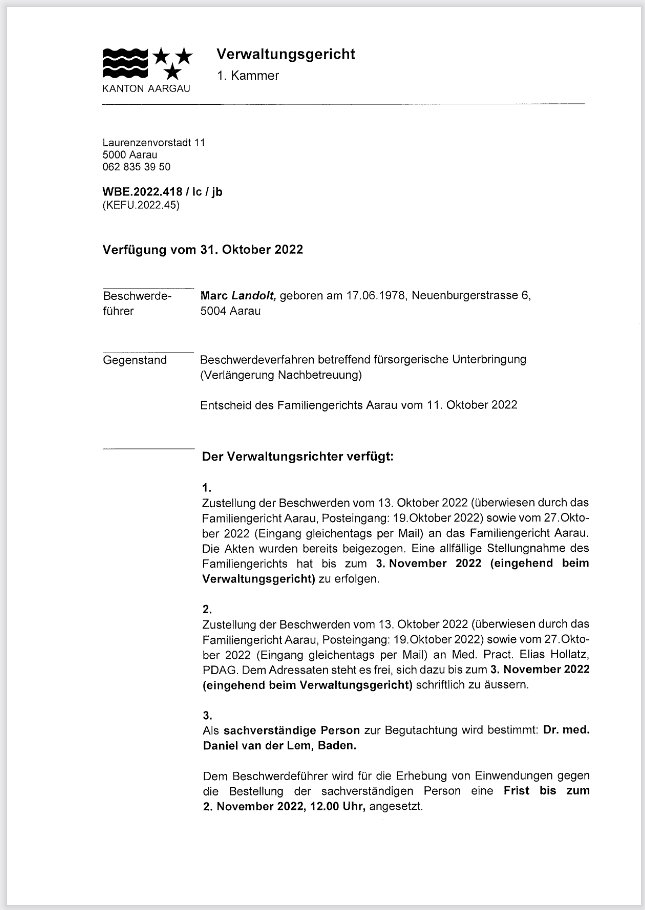 Verwaltungsgericht
1. Kammer
KANTON AARGAU
Laurenzenvorstadt 11
5000 Aarau
062 835 39 50
WBE.2022.418 / lc / jb
(KEFU.2022.45)
Verfügung vom 31. Oktober 2022
Beschwerde-
führer
Marc Landolt, geboren am 17.06.1978, Neuenburgerstrasse 6,
5004 Aarau
Gegenstand
Beschwerdeverfahren betreffend fürsorgerische Unterbringung
(Verlängerung Nachbetreuung)
Entscheid des Familiengerichts Aarau vom 11. Oktober 2022
Der Verwaltungsrichter verfügt:
1.
Zustellung der Beschwerden vom 13. Oktober 2022 (überwiesen durch das
Familiengericht Aarau, Posteingang: 19.Oktober 2022) sowie vom 27.Okto-
ber 2022 (Eingang gleichentags per Mail) an das Familiengericht Aarau.
Die Akten wurden bereits beigezogen. Eine allfällige Stellungnahme des
Familiengerichts hat bis zum 3. November 2022 (eingehend beim
Verwaltungsgericht) zu erfolgen.
2.
Zustellung der Beschwerden vom 13. Oktober 2022 (überwiesen durch das
Familiengericht Aarau, Posteingang: 19.Oktober 2022) sowie vom 27.Okto-
ber 2022 (Eingang gleichentags per Mail) an Med. Pract. Elias Hollatz,
PDAG. Dem Adressaten steht es frei, sich dazu bis zum 3. November 2022
(eingehend beim Verwaltungsgericht) schriftlich zu äussern.
3.
Als sachverständige Person zur Begutachtung wird bestimmt: Dr. med.
Daniel van der Lem, Baden.
Dem Beschwerdeführer wird für die Erhebung von Einwendungen gegen
die Bestellung der sachverständigen Person eine Frist bis zum
2. November 2022, 12.00 Uhr, angesetzt.